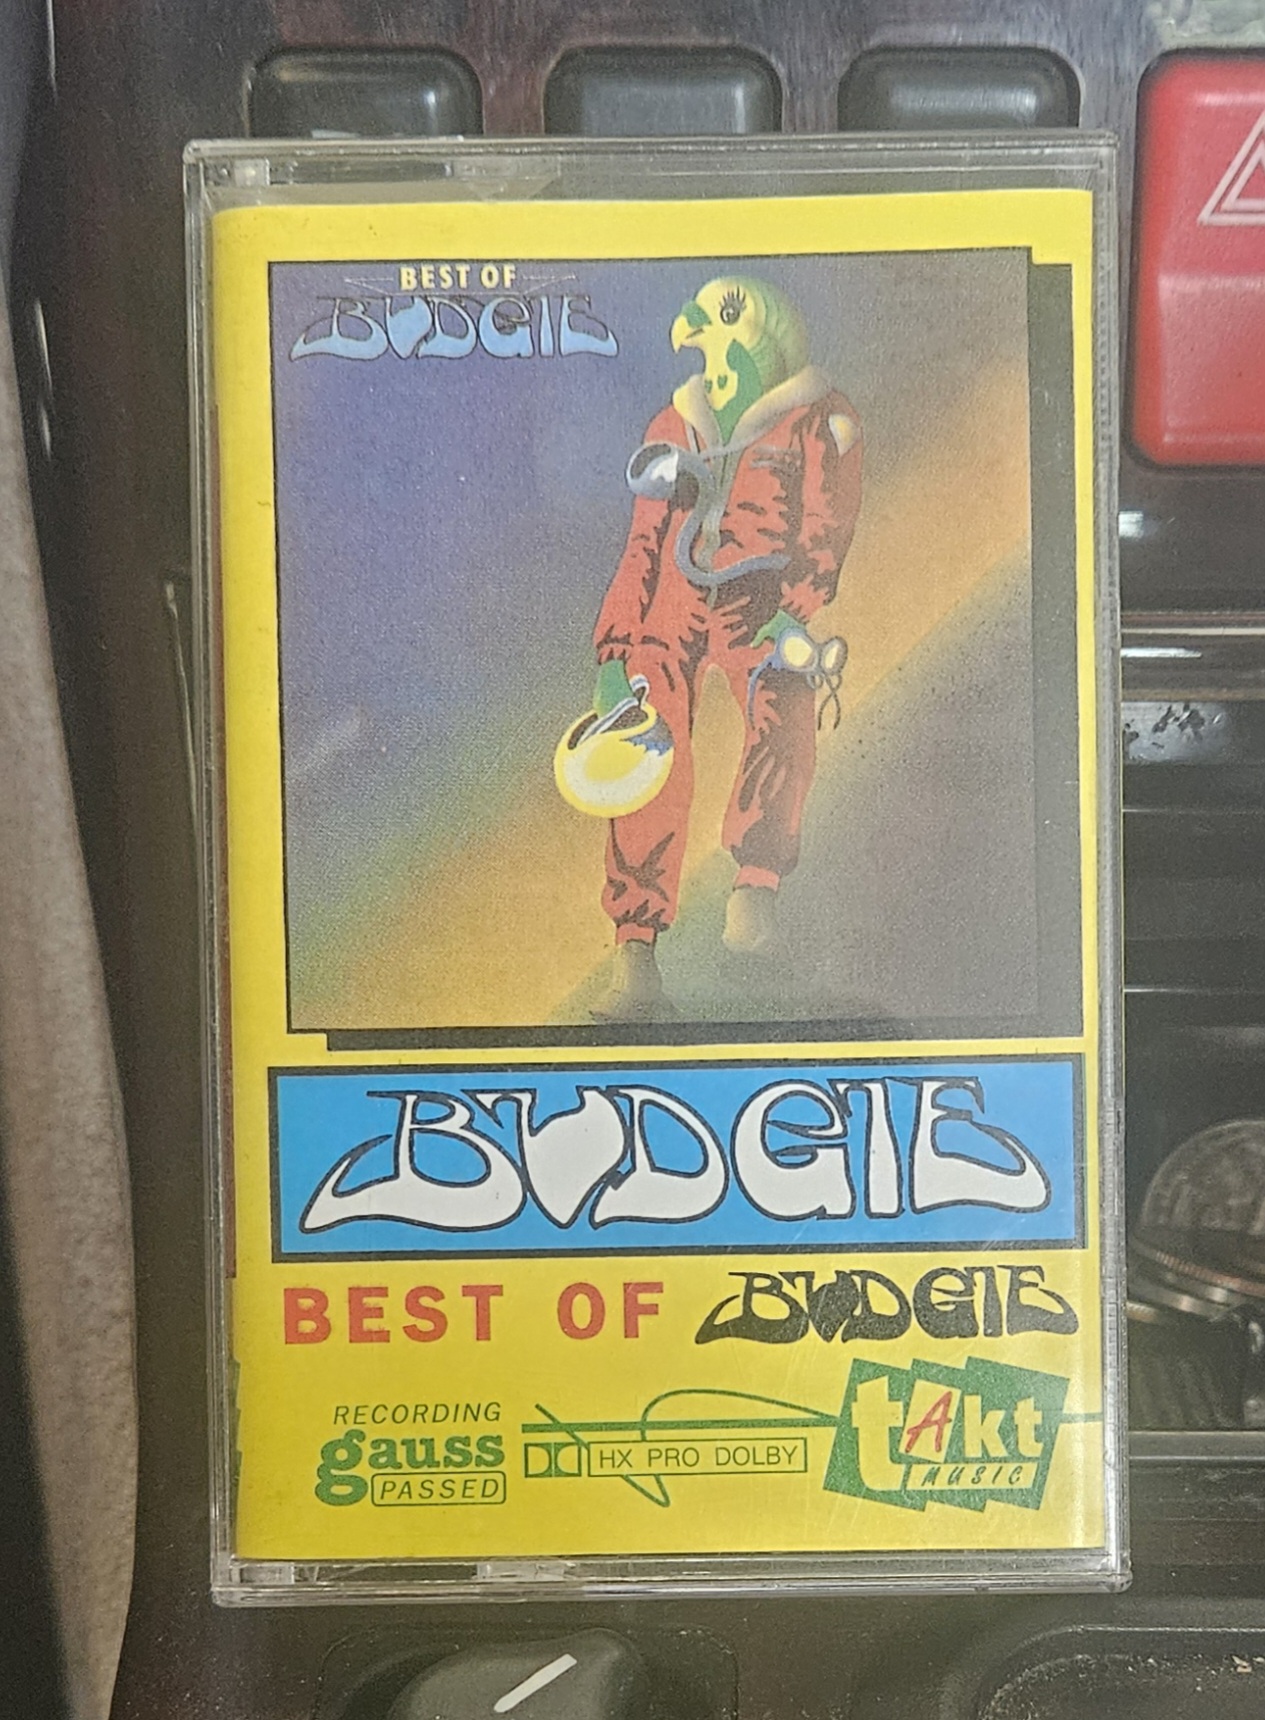 BEST OF
BUDGIE
BUDGIE
BEST OF BUDGIE
RECORDING
gauss
PASSED
HX PRO DOLBY
tAkt
MUSIC